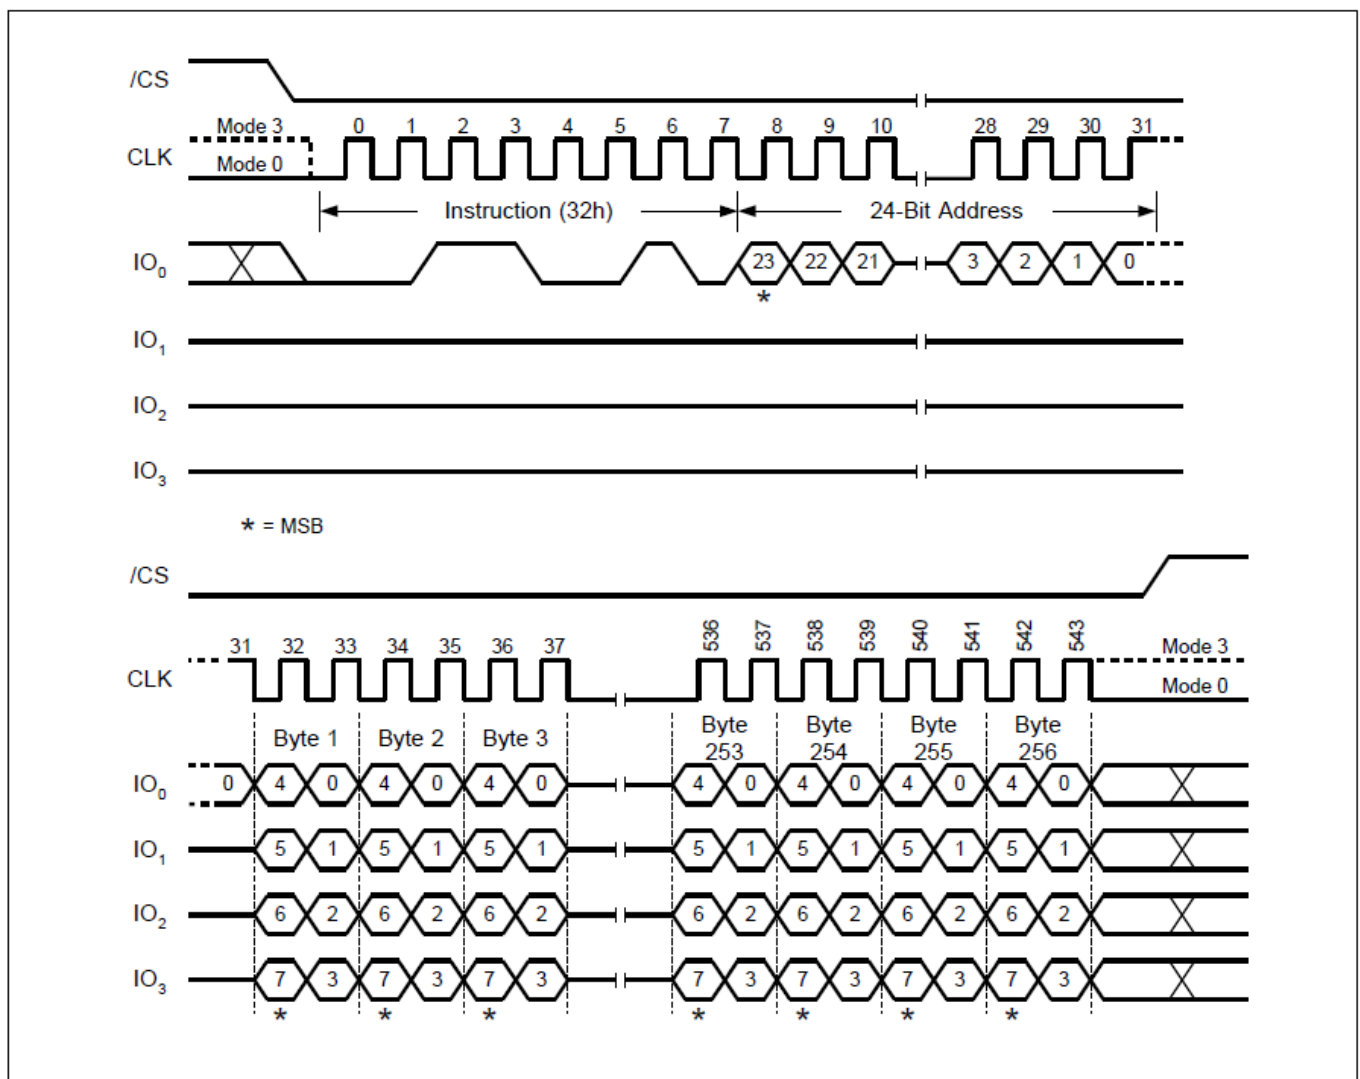 /CS
Mode 3 0 1 2 3 4 5 6 7 8 9 10 28 29 30 31
CLK
Mode 0
Instruction (32h) 24-Bit Address
IO0 23 22 21 3 2 1 0
*
IO1
IO2
IO3
* = MSB
/CS
31 32 33 34 35 36 37 536 537 538 539 540 541 542 543 Mode 3
CLK
Mode 0
Byte 1 Byte 2 Byte 3 Byte 253 Byte 254 Byte 255 Byte 256
IO0 0 4 0 4 0 4 0 4 0 4 0 4 0 4 0
IO1 5 1 5 1 5 1 5 1 5 1 5 1 5 1
IO2 6 2 6 2 6 2 6 2 6 2 6 2 6 2
IO3 7 3 7 3 7 3 7 3 7 3 7 3 7 3
* * * * * * *